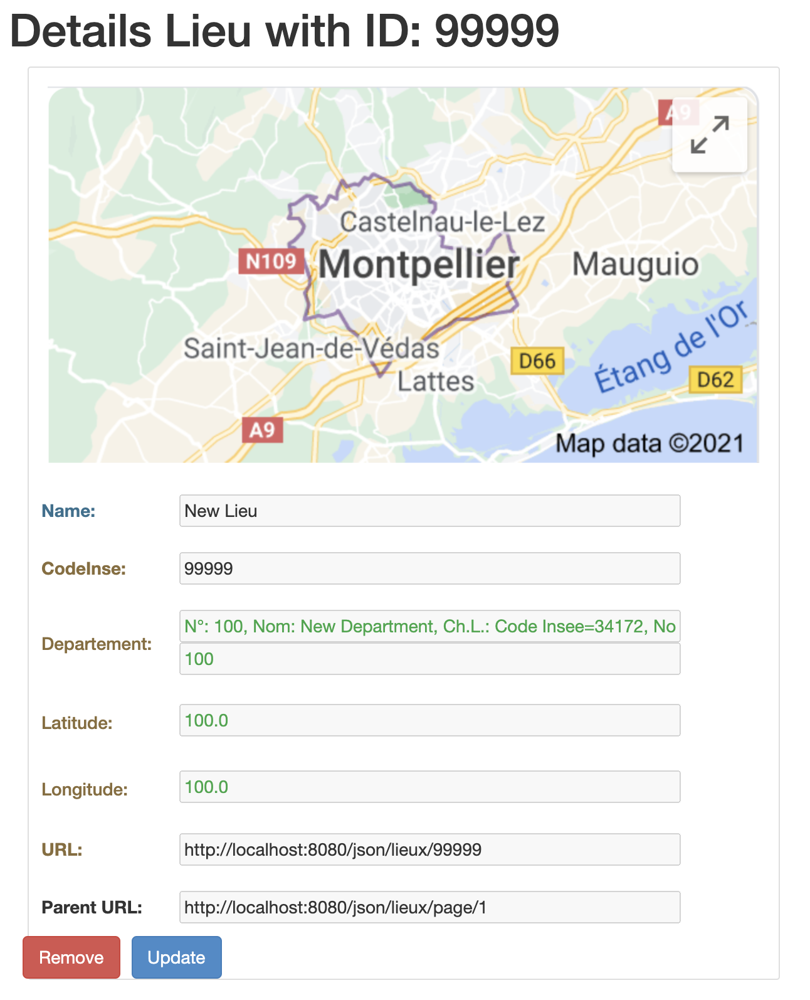 Details Lieu with ID: 99999
A9
Castelnau-le-Lez
N109
Montpellier
Mauguio
Étang de l'Or
Saint-Jean-de-Védas
D66
D62
Lattes
A9
Map data ©2021
Name: New Lieu
CodeInse: 99999
Departement: N°: 100, Nom: New Department, Ch.L.: Code Insee=34172, No
100
Latitude: 100.0
Longitude: 100.0
URL: http://localhost:8080/json/lieux/99999
Parent URL: http://localhost:8080/json/lieux/page/1
Remove Update